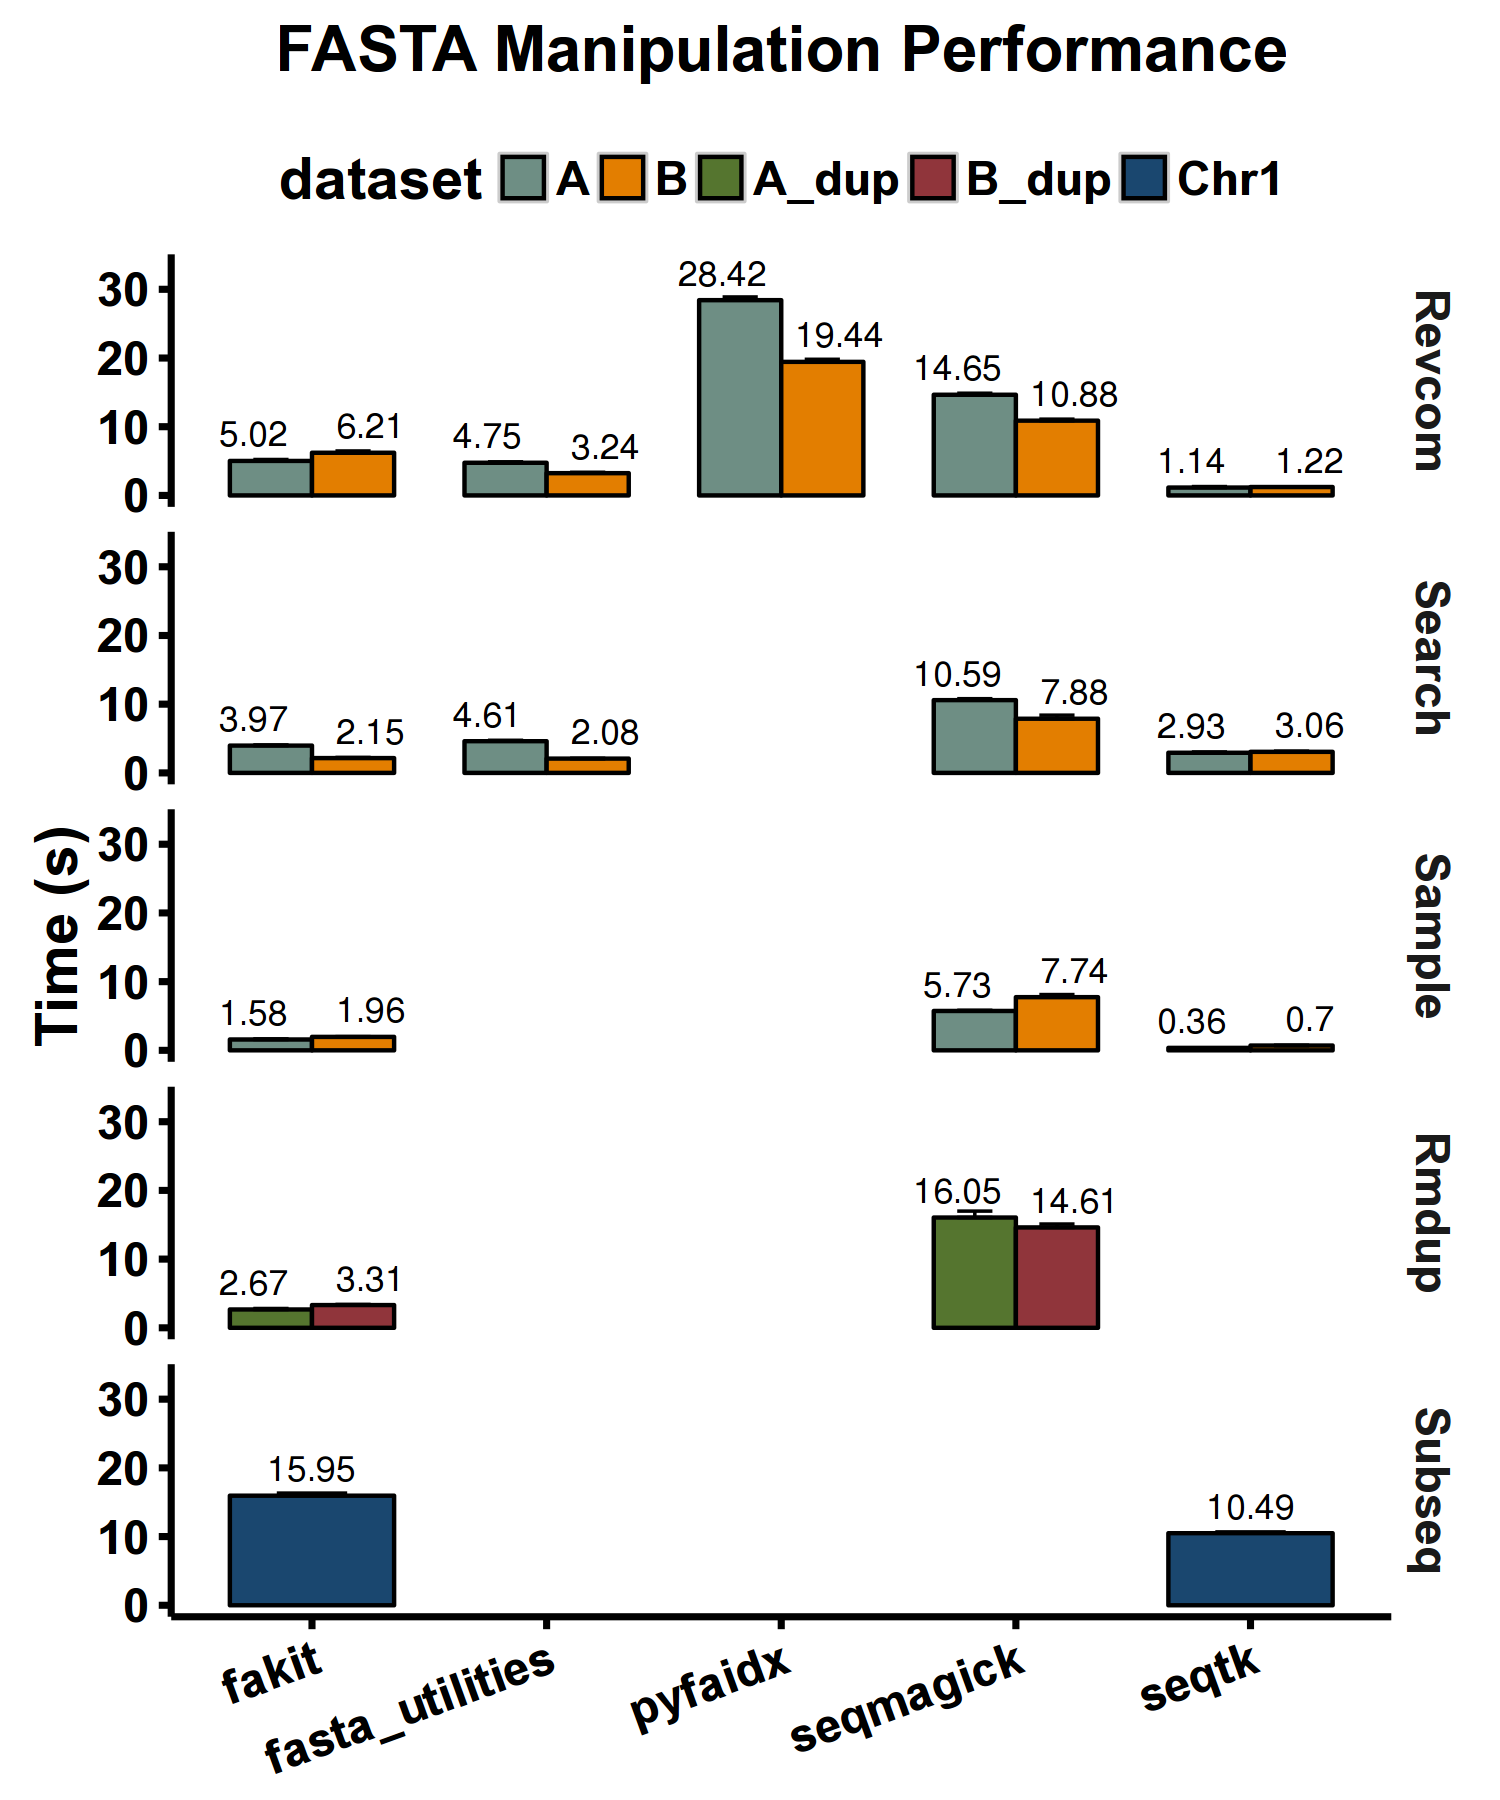 FASTA Manipulation Performance
dataset A B A_dup B_dup Chr1
Time (s)
Revcom
30
20
10
0
5.02 6.21 4.75 3.24 28.42 19.44 14.65 10.88 1.14 1.22
Search
30
20
10
0
3.97 2.15 4.61 2.08 10.59 7.88 2.93 3.06
Sample
30
20
10
0
1.58 1.96 5.73 7.74 0.36 0.7
Rmdup
30
20
10
0
2.67 3.31 16.05 14.61
Subseq
30
20
10
0
15.95 10.49
fakit
fasta_utilities
pyfaidx
seqmagick
seqtk